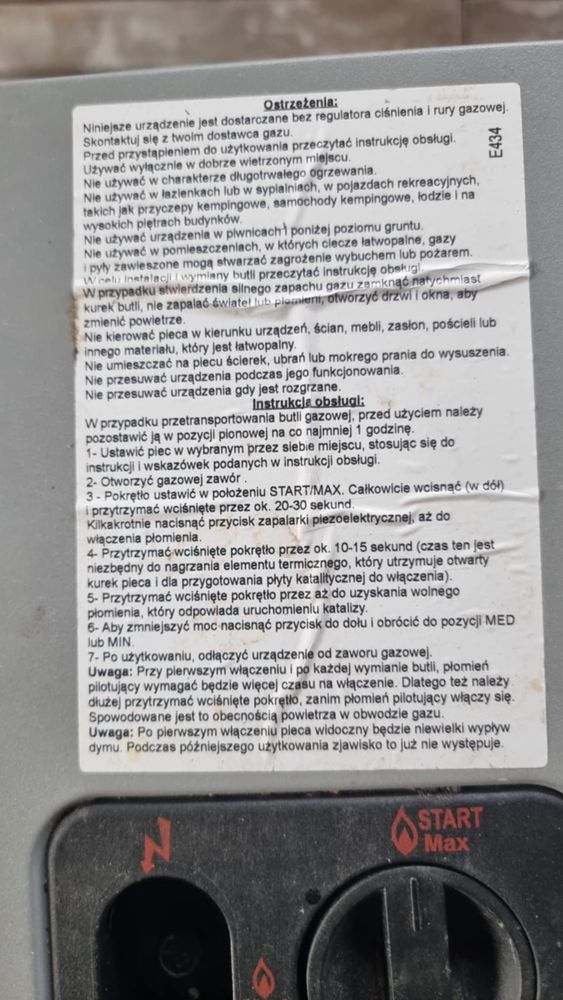 Ostrzeżenia:
Niniejsze urządzenie jest dostarczane bez regulatora ciśnienia i rury gazowej.
Skontaktuj się z twoim dostawca gazu.
Przed przystąpieniem do użytkowania przeczytać instrukcję obsługi.
Używać wyłącznie w dobrze wietrzonym miejscu.
Nie używać w charakterze długotrwałego ogrzewania.
Nie używać w łazienkach lub w sypialniach, w pojazdach rekreacyjnych,
takich jak przyczepy kempingowe, samochody kempingowe, łodzie i na
wysokich piętrach budynków.
Nie używać urządzenia w piwnicach i poniżej poziomu gruntu.
Nie używać w pomieszczeniach, w których ciecze łatwopalne, gazy
i pyły zawieszone mogą stwarzać zagrożenie wybuchem lub pożarem.
W celu instalacji i wymiany butli przeczytać instrukcję obsługi.
W przypadku stwierdzenia silnego zapachu gazu zamknąć natychmiast
kurek butli, nie zapalać świateł lub płomieni, otworzyć drzwi i okna, aby
zmienić powietrze.
Nie kierować pieca w kierunku urządzeń, ścian, mebli, zasłon, pościeli lub
innego materiału, który jest łatwopalny.
Nie umieszczać na piecu ścierek, ubrań lub mokrego prania do wysuszenia.
Nie przesuwać urządzenia podczas jego funkcjonowania.
Nie przesuwać urządzenia gdy jest rozgrzane.
E434
Instrukcja obsługi:
W przypadku przetransportowania butli gazowej, przed użyciem należy
pozostawić ją w pozycji pionowej na co najmniej 1 godzinę.
1- Ustawić piec w wybranym przez siebie miejscu, stosując się do
instrukcji i wskazówek podanych w instrukcji obsługi.
2- Otworzyć gazowej zawór .
3 - Pokrętło ustawić w położeniu START/MAX. Całkowicie wcisnąć (w dół)
i przytrzymać wciśnięte przez ok. 20-30 sekund.
Kilkakrotnie nacisnąć przycisk zapalarki piezoelektrycznej, aż do
włączenia płomienia.
4- Przytrzymać wciśnięte pokrętło przez ok. 10-15 sekund (czas ten jest
niezbędny do nagrzania elementu termicznego, który utrzymuje otwarty
kurek pieca i dla przygotowania płyty katalitycznej do włączenia).
5- Przytrzymać wciśnięte pokrętło przez aż do uzyskania wolnego
płomienia, który odpowiada uruchomieniu katalizy.
6- Aby zmniejszyć moc nacisnąć przycisk do dołu i obrócić do pozycji MED
lub MIN.
7- Po użytkowaniu, odłączyć urządzenie od zaworu gazowej.
Uwaga: Przy pierwszym włączeniu i po każdej wymianie butli, płomień
pilotujący wymagać będzie więcej czasu na włączenie. Dlatego też należy
dłużej przytrzymać wciśnięte pokrętło, zanim płomień pilotujący włączy się.
Spowodowane jest to obecnością powietrza w obwodzie gazu.
Uwaga: Po pierwszym włączeniu pieca widoczny będzie niewielki wypływ
dymu. Podczas późniejszego użytkowania zjawisko to już nie występuje.
START
Max